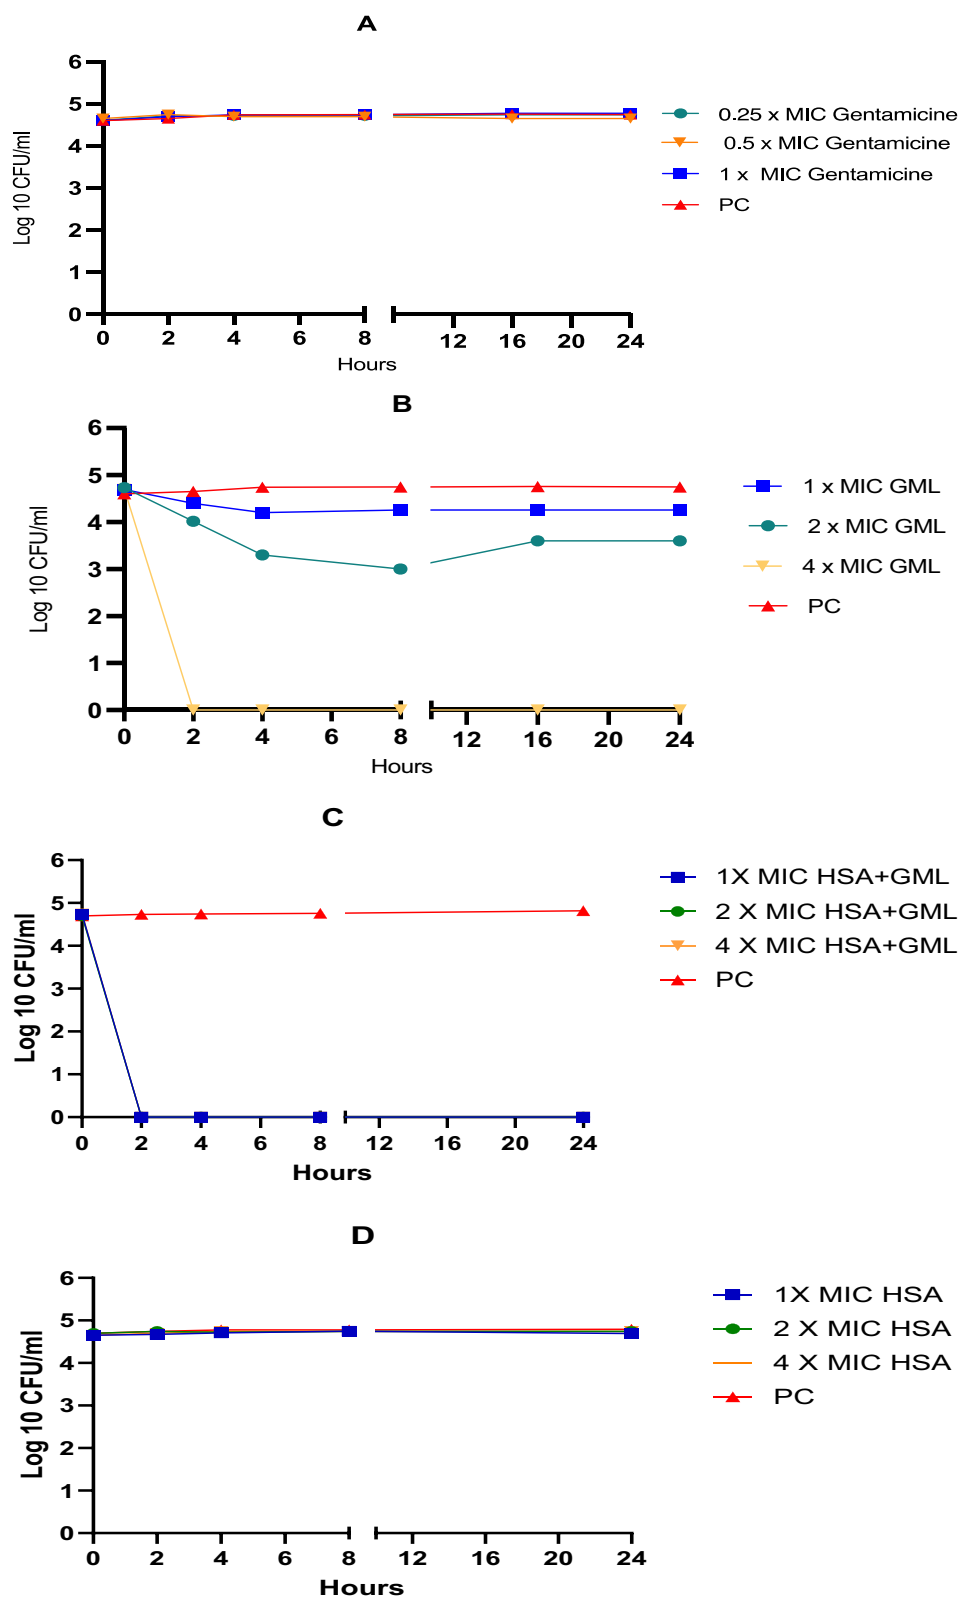 A
6
5
4
3
2
1
0
Log 10 CFU/ml
0 2 4 6 8 12 16 20 24
Hours
0.25 x MIC Gentamicine
0.5 x MIC Gentamicine
1 x MIC Gentamicine
PC
B
6
5
4
3
2
1
0
Log 10 CFU/ml
0 2 4 6 8 12 16 20 24
Hours
1 x MIC GML
2 x MIC GML
4 x MIC GML
PC
C
6
5
4
3
2
1
0
Log 10 CFU/ml
0 2 4 6 8 12 16 20 24
Hours
1X MIC HSA+GML
2 X MIC HSA+GML
4 X MIC HSA+GML
PC
D
6
5
4
3
2
1
0
Log 10 CFU/ml
0 2 4 6 8 12 16 20 24
Hours
1X MIC HSA
2 X MIC HSA
4 X MIC HSA
PC